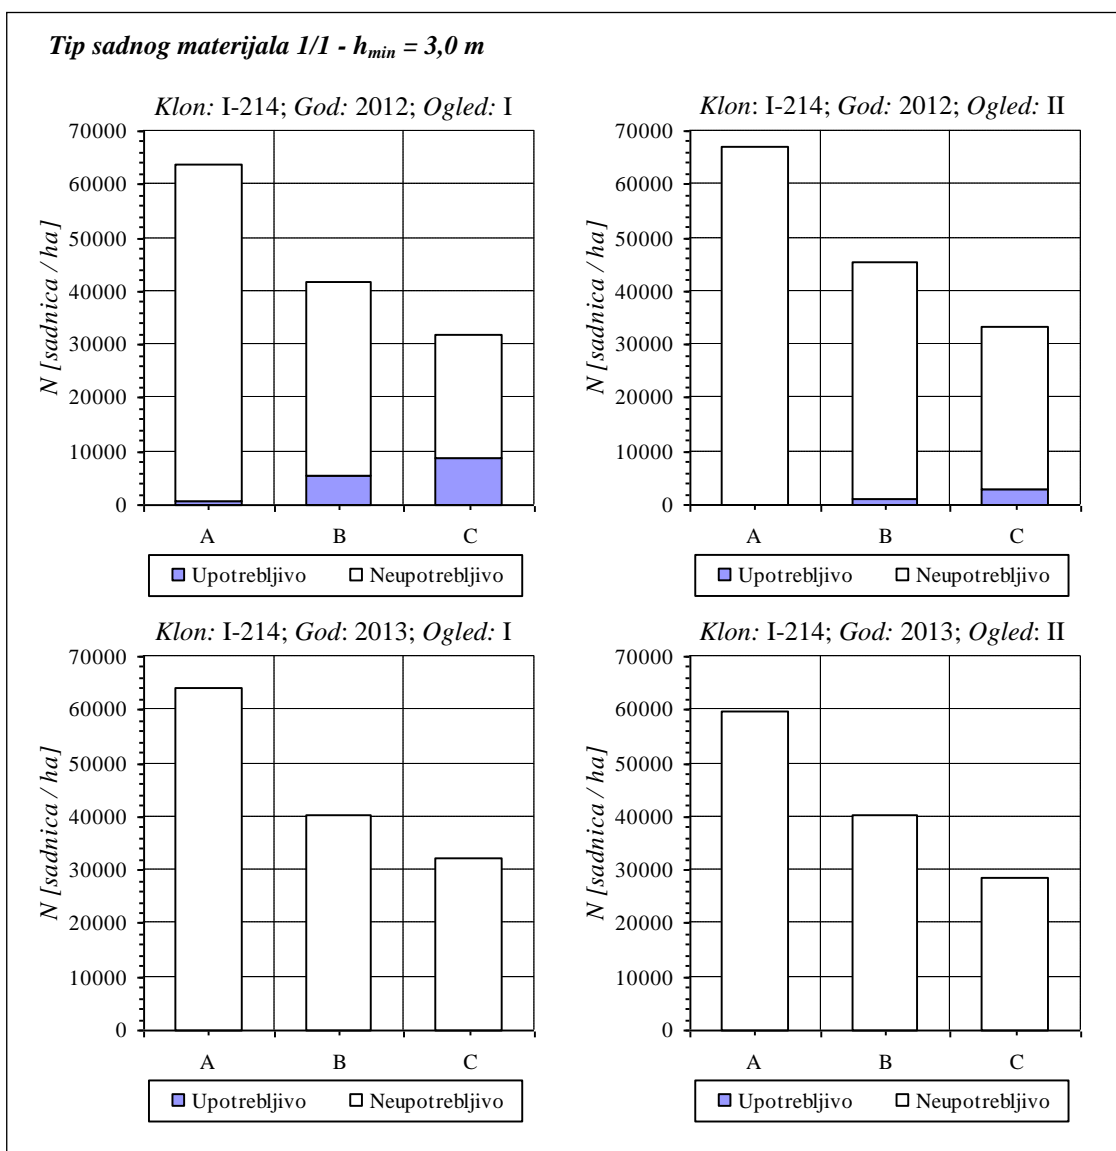 Tip sadnog materijala 1/1 - hmin = 3,0 m
Klon: I-214; God: 2012; Ogled: I
70000
60000
50000
40000
30000
20000
10000
0
N [sadnica / ha]
A B C
Upotrebljivo Neupotrebljivo
Klon: I-214; God: 2012; Ogled: II
70000
60000
50000
40000
30000
20000
10000
0
N [sadnica / ha]
A B C
Upotrebljivo Neupotrebljivo
Klon: I-214; God: 2013; Ogled: I
70000
60000
50000
40000
30000
20000
10000
0
N [sadnica / ha]
A B C
Upotrebljivo Neupotrebljivo
Klon: I-214; God: 2013; Ogled: II
70000
60000
50000
40000
30000
20000
10000
0
N [sadnica / ha]
A B C
Upotrebljivo Neupotrebljivo